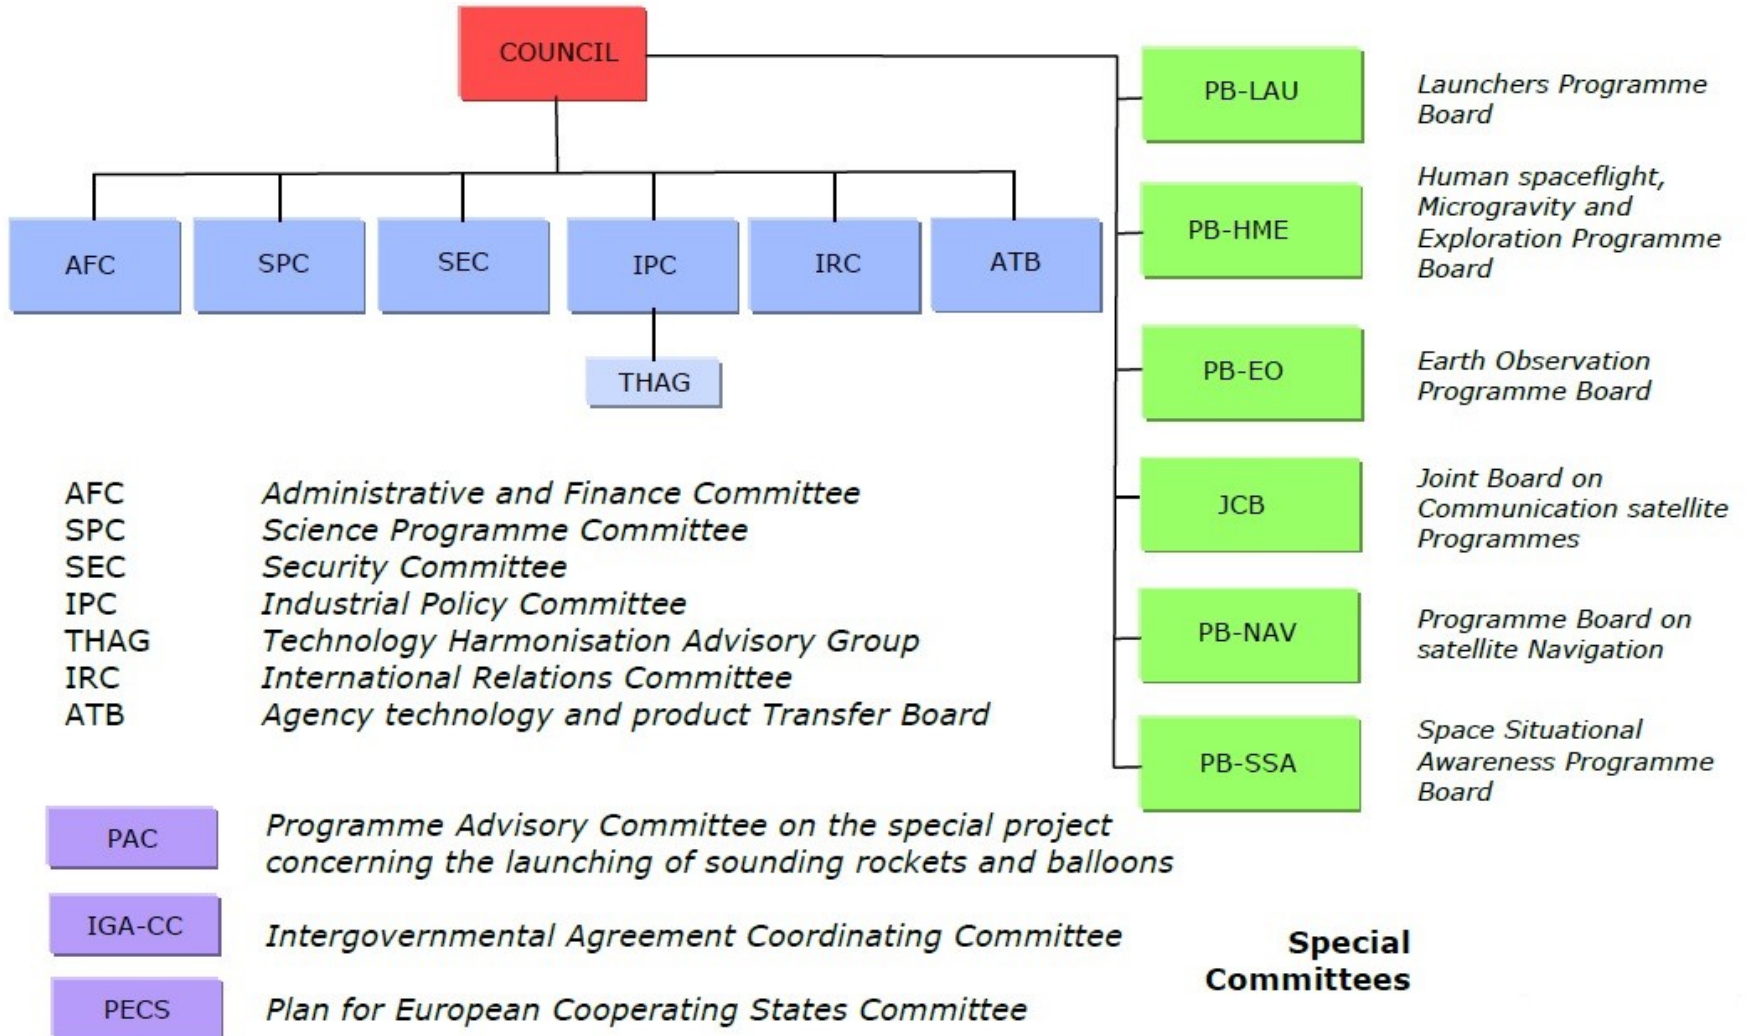 COUNCIL
AFC
SPC
SEC
IPC
IRC
ATB
THAG
PB-LAU
Launchers Programme
Board
PB-HME
Human spaceflight,
Microgravity and
Exploration Programme
Board
PB-EO
Earth Observation
Programme Board
JCB
Joint Board on
Communication satellite
Programmes
PB-NAV
Programme Board on
satellite Navigation
PB-SSA
Space Situational
Awareness Programme
Board
AFC Administrative and Finance Committee
SPC Science Programme Committee
SEC Security Committee
IPC Industrial Policy Committee
THAG Technology Harmonisation Advisory Group
IRC International Relations Committee
ATB Agency technology and product Transfer Board
PAC
Programme Advisory Committee on the special project
concerning the launching of sounding rockets and balloons
IGA-CC
Intergovernmental Agreement Coordinating Committee
PECS
Plan for European Cooperating States Committee
Special
Committees